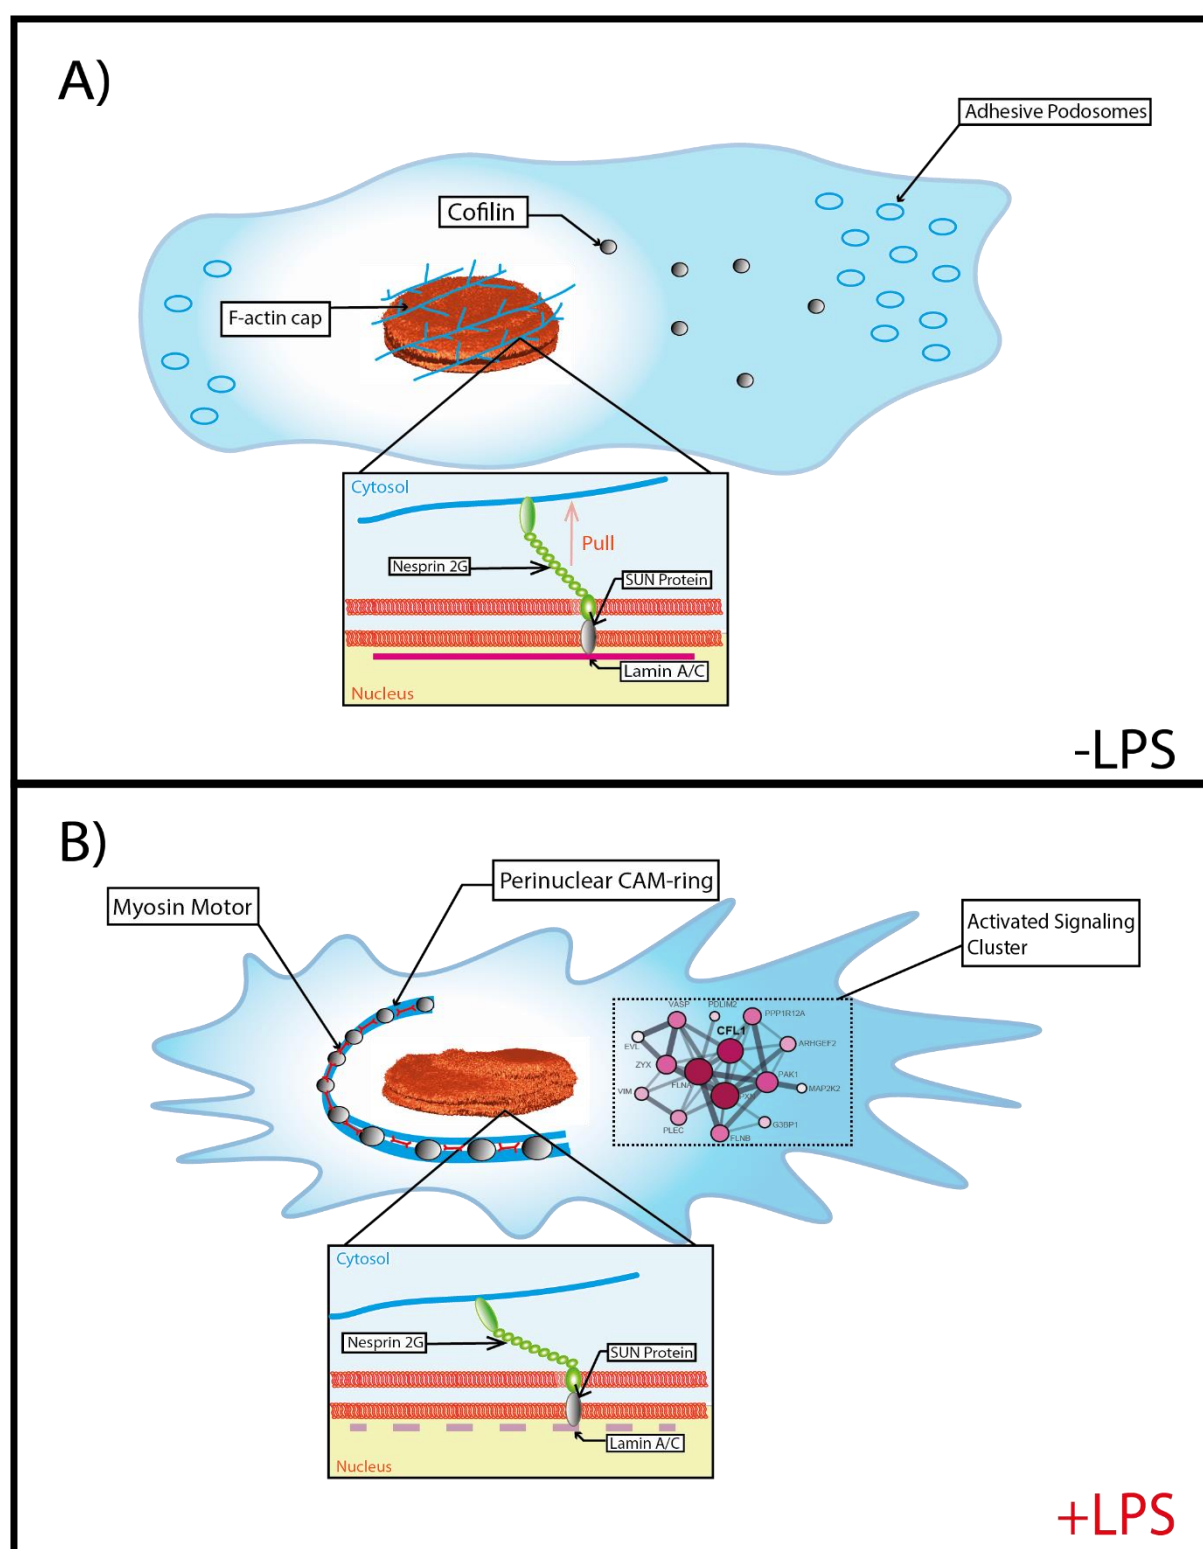 A)
Adhesive Podosomes
Cofilin
F-actin cap
Cytosol
Pull
Nesprin 2G
SUN Protein
Lamin A/C
Nucleus
-LPS
B)
Perinuclear CAM-ring
Myosin Motor
Activated Signaling
Cluster
VASP
PDLIM2
PPP1R12A
CFL1
EVL
ARHGEF2
ZYX
FLNA
PAK1
MAP2K2
VIM
PLEC
G3BP1
FLNB
Cytosol
Nesprin 2G
SUN Protein
Lamin A/C
Nucleus
+LPS